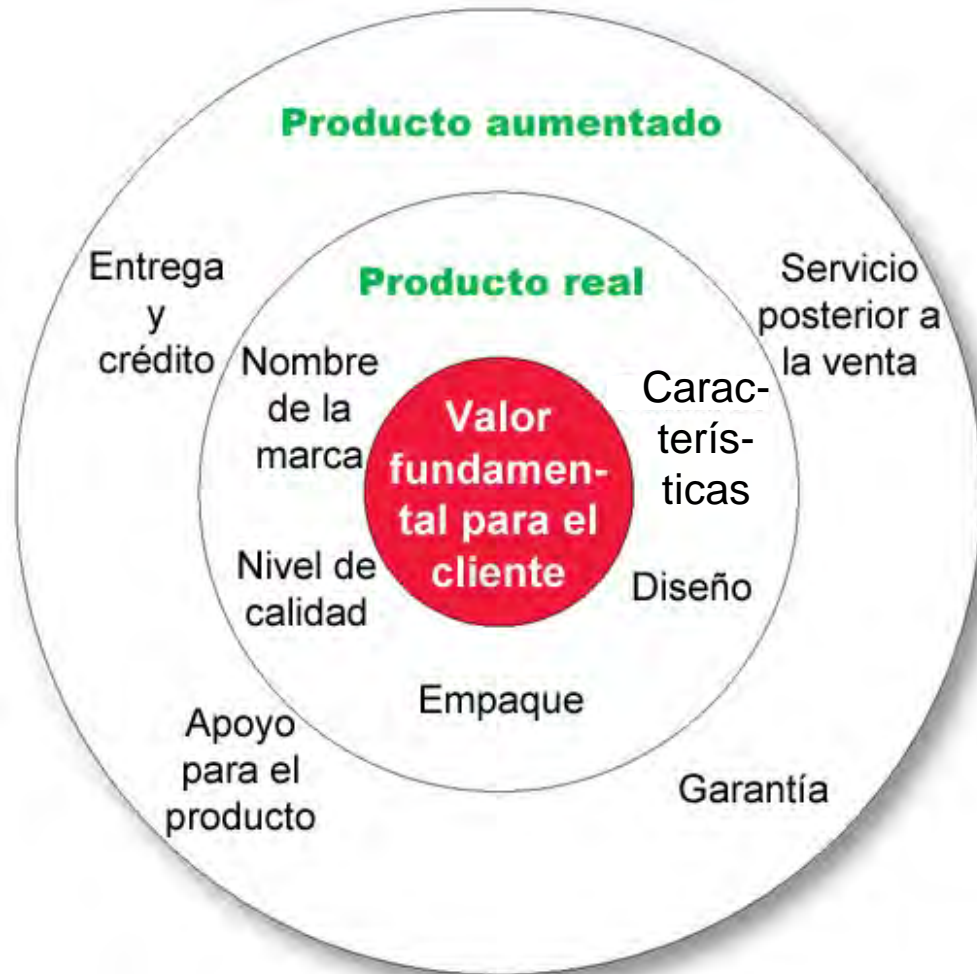 Producto aumentado
Entrega
y
crédito
Servicio
posterior a
la venta
Producto real
Nombre
de la
marca
Valor
fundamen-
tal para el
cliente
Carac-
terís-
ticas
Nivel de
calidad
Diseño
Empaque
Apoyo
para el
producto
Garantía